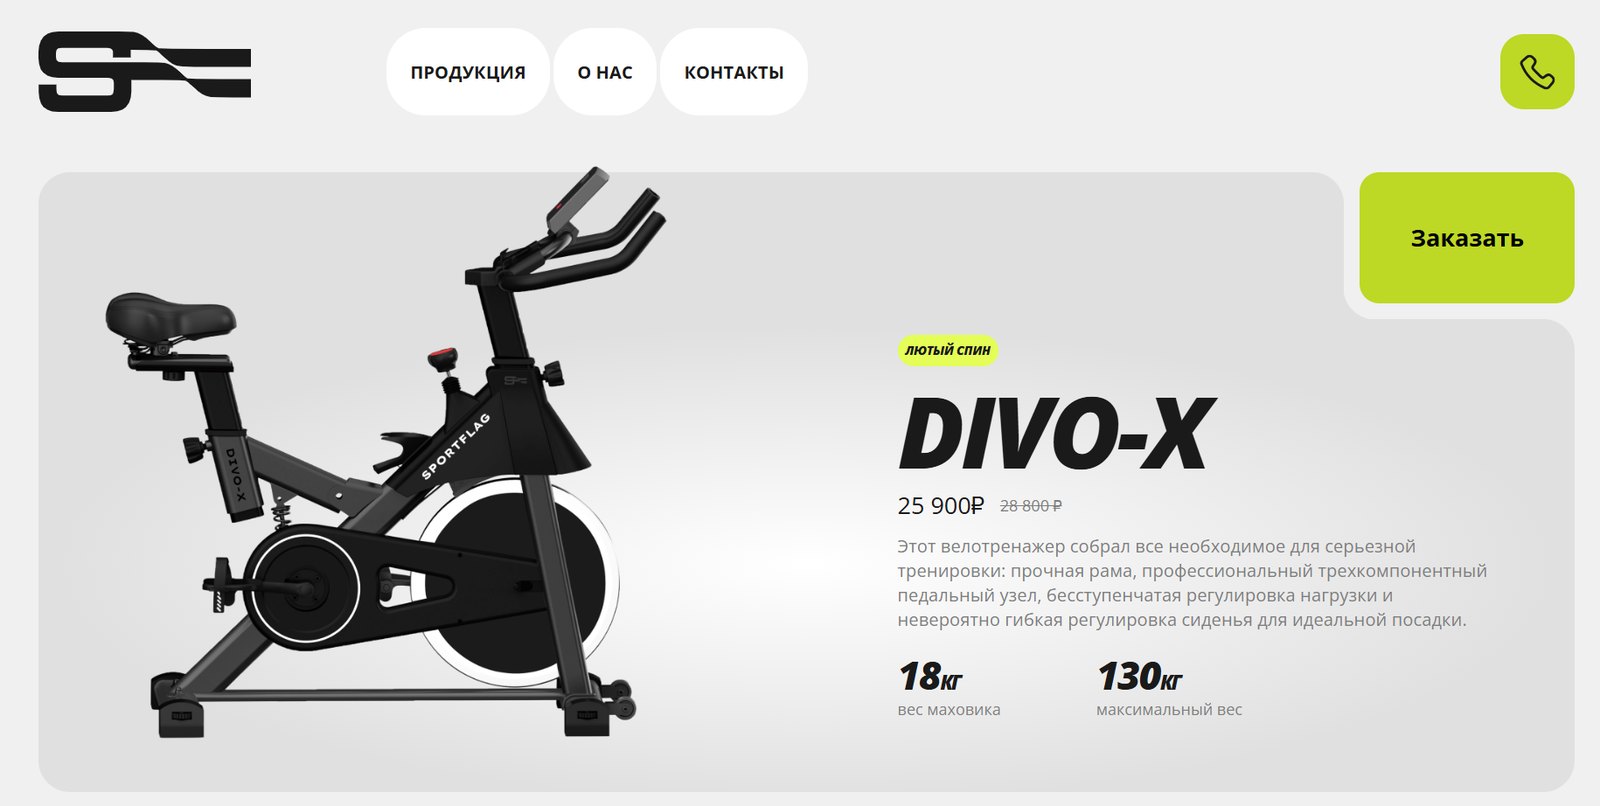 ПРОДУКЦИЯ
О НАС
КОНТАКТЫ
Заказать
ЛЮТЫЙ СПИН
DIVO-X
25 900₽ 28 800 ₽
Этот велотренажер собрал все необходимое для серьезной
тренировки: прочная рама, профессиональный трехкомпонентный
педальный узел, бесступенчатая регулировка нагрузки и
невероятно гибкая регулировка сиденья для идеальной посадки.
18КГ
вес маховика
130КГ
максимальный вес
SPORTFLAG
DIVO-X